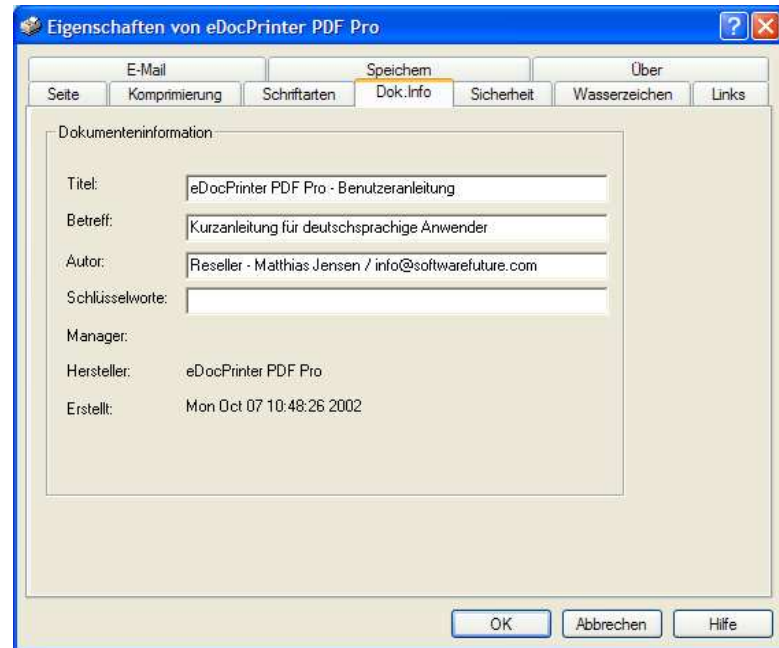 Eigenschaften von eDocPrinter PDF Pro
E-Mail Speichern Über
Seite Komprimierung Schriftarten Dok.Info Sicherheit Wasserzeichen Links
Dokumenteninformation
Titel: eDocPrinter PDF Pro - Benutzeranleitung
Betreff: Kurzanleitung für deutschsprachige Anwender
Autor: Reseller - Matthias Jensen / info@softwarefuture.com
Schlüsselworte:
Manager:
Hersteller: eDocPrinter PDF Pro
Erstellt: Mon Oct 07 10:48:26 2002
OK Abbrechen Hilfe